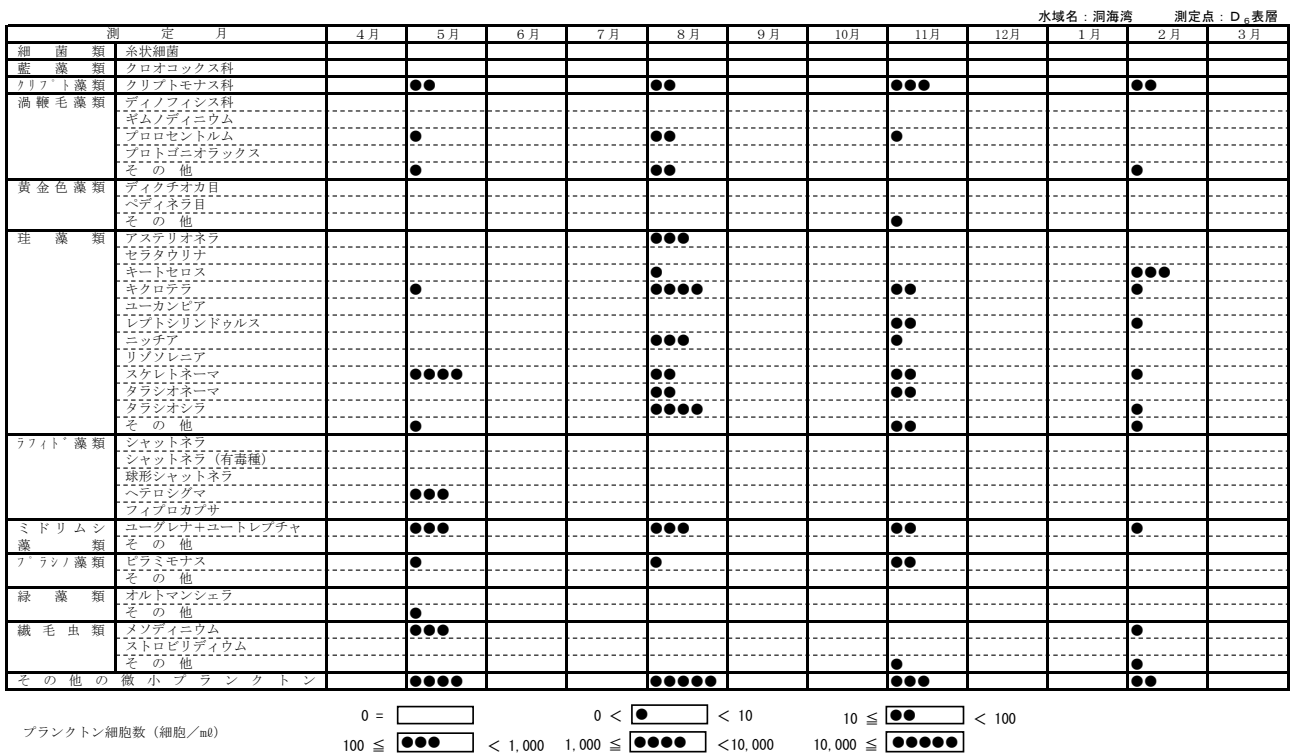 水域名：洞海湾 測定点：D₆表層
測 定 月 4月 5月 6月 7月 8月 9月 10月 11月 12月 1月 2月 3月
細菌類 糸状細菌
藍藻類 クロオコックス科
クリプト藻類 クリプトモナス科 ●● ●● ●●● ●●
渦鞭毛藻類 ディノフィシス科
ギムノディニウム
プロロセントルム ● ●● ●
プロトゴニオラックス
その他 ● ●● ●
黄金色藻類 ディクチオカ目
ペディネラ目
その他 ●
珪藻類 アステリオネラ ●●●
セラタウリナ
キートセロス ● ●●●
キクロテラ ● ●●●● ●● ●
ユーカンピア
レプトシリンドゥルス ●● ●
ニッチア ●●● ●
リゾソレニア
スケレトネーマ ●●●● ●● ●● ●
タラシオネーマ ●● ●●
タラシオシラ ●●●● ●
その他 ● ●● ●
ラフィド藻類 シャットネラ
シャットネラ（有毒種）
球形シャットネラ
ヘテロシグマ ●●●
フィプロカプサ
ミドリムシ ユーグレナ＋ユートレプチャ ●●● ●●● ●● ●
藻類 その他
プラシノ藻類 ピラミモナス ● ● ●●
その他
緑藻類 オルトマンシェラ
その他 ●
繊毛虫類 メソディニウム ●●● ●
ストロビリディウム
その他 ● ●
その他の微小プランクトン ●●●● ●●●●● ●●● ●●
プランクトン細胞数（細胞／mℓ）
0 = 0 < ● < 10 10 ≦ ●● < 100
100 ≦ ●●● < 1,000 1,000 ≦ ●●●● <10,000 10,000 ≦ ●●●●●